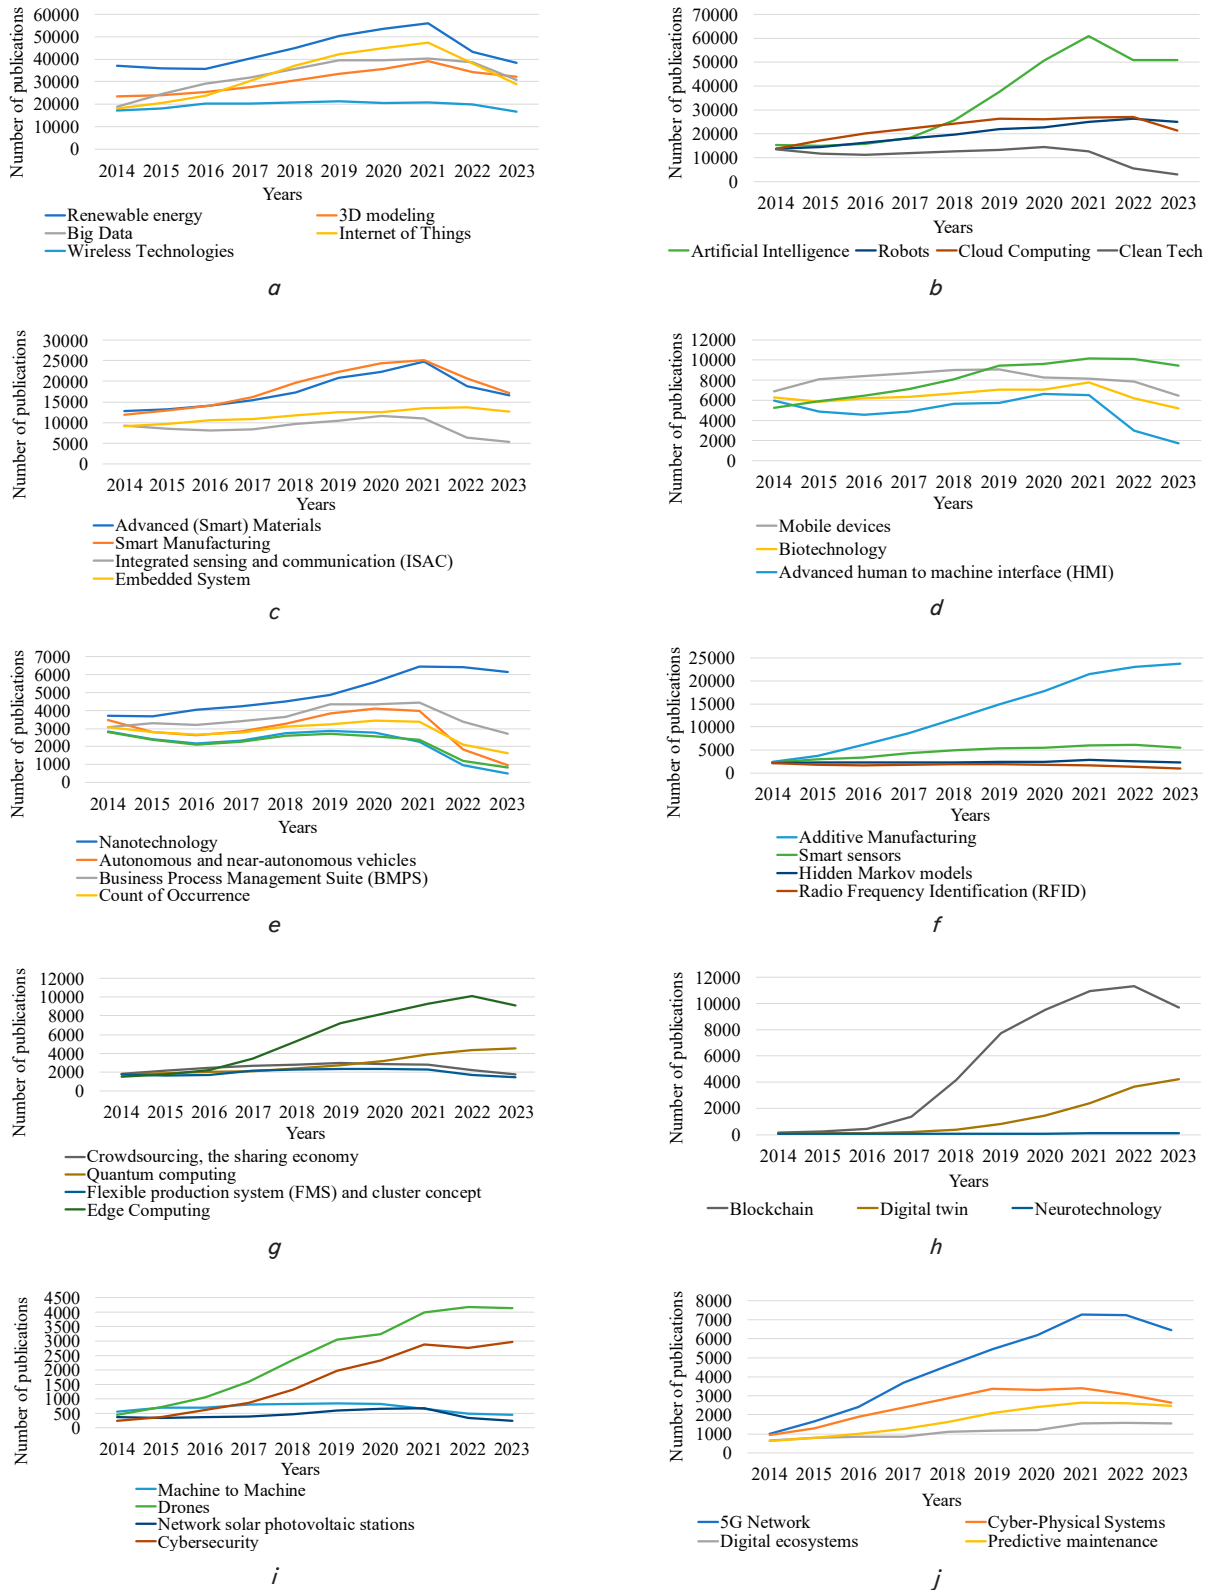 Number of publications
60000
50000
40000
30000
20000
10000
0
2014 2015 2016 2017 2018 2019 2020 2021 2022 2023
Years
Renewable energy 3D modeling
Big Data Internet of Things
Wireless Technologies
a
Number of publications
70000
60000
50000
40000
30000
20000
10000
0
2014 2015 2016 2017 2018 2019 2020 2021 2022 2023
Years
Artificial Intelligence Robots Cloud Computing Clean Tech
b
Number of publications
30000
25000
20000
15000
10000
5000
0
2014 2015 2016 2017 2018 2019 2020 2021 2022 2023
Years
Advanced (Smart) Materials
Smart Manufacturing
Integrated sensing and communication (ISAC)
Embedded System
c
Number of publications
12000
10000
8000
6000
4000
2000
0
2014 2015 2016 2017 2018 2019 2020 2021 2022 2023
Years
Mobile devices
Biotechnology
Advanced human to machine interface (HMI)
d
Number of publications
7000
6000
5000
4000
3000
2000
1000
0
2014 2015 2016 2017 2018 2019 2020 2021 2022 2023
Years
Nanotechnology
Autonomous and near-autonomous vehicles
Business Process Management Suite (BMPS)
Count of Occurrence
e
Number of publications
25000
20000
15000
10000
5000
0
2014 2015 2016 2017 2018 2019 2020 2021 2022 2023
Years
Additive Manufacturing
Smart sensors
Hidden Markov models
Radio Frequency Identification (RFID)
f
Number of publications
12000
10000
8000
6000
4000
2000
0
2014 2015 2016 2017 2018 2019 2020 2021 2022 2023
Years
Crowdsourcing, the sharing economy
Quantum computing
Flexible production system (FMS) and cluster concept
Edge Computing
g
Number of publications
12000
10000
8000
6000
4000
2000
0
2014 2015 2016 2017 2018 2019 2020 2021 2022 2023
Years
Blockchain Digital twin Neurotechnology
h
Number of publications
4500
4000
3500
3000
2500
2000
1500
1000
500
0
2014 2015 2016 2017 2018 2019 2020 2021 2022 2023
Years
Machine to Machine
Drones
Network solar photovoltaic stations
Cybersecurity
i
Number of publications
8000
7000
6000
5000
4000
3000
2000
1000
0
2014 2015 2016 2017 2018 2019 2020 2021 2022 2023
Years
5G Network Cyber-Physical Systems
Digital ecosystems Predictive maintenance
j